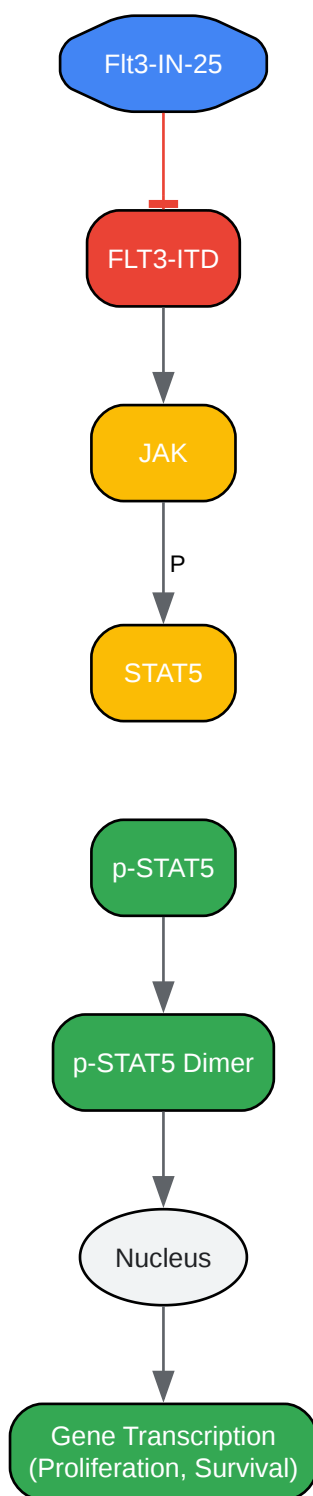 Flt3-IN-25
FLT3-ITD
JAK
P
STAT5
p-STAT5
p-STAT5 Dimer
Nucleus
Gene Transcription
(Proliferation, Survival)